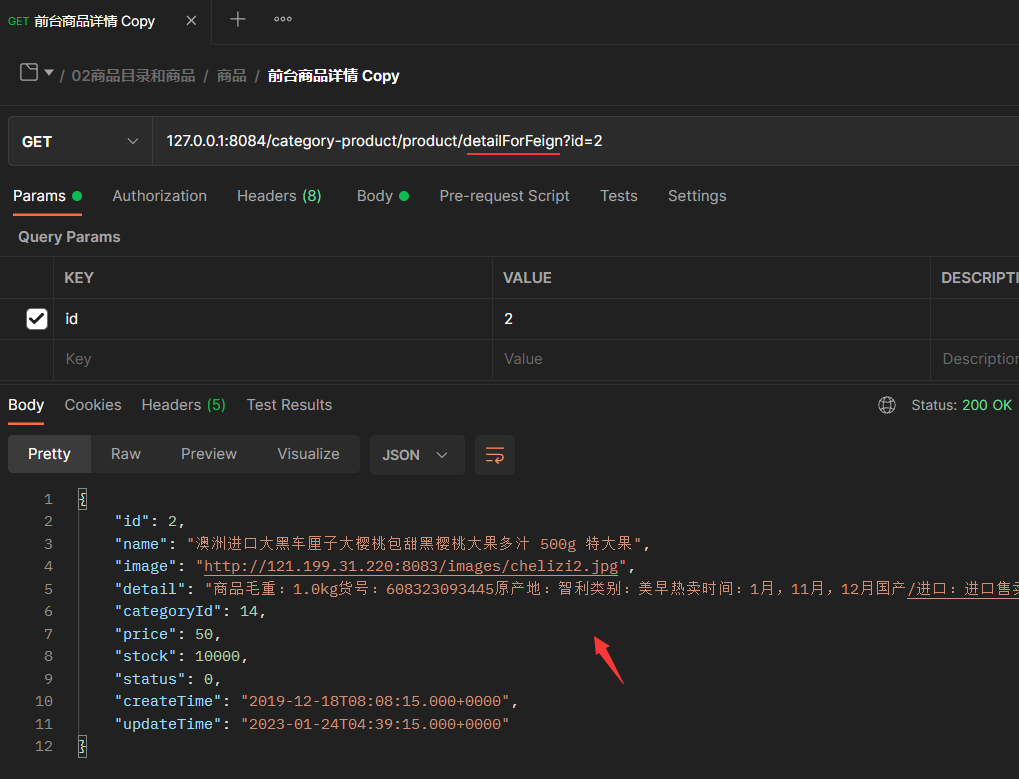 GET 前台商品详情 Copy
/ 02商品目录和商品 / 商品 / 前台商品详情 Copy
GET 127.0.0.1:8084/category-product/product/detailForFeign?id=2
Params Authorization Headers (8) Body Pre-request Script Tests Settings
Query Params
KEY VALUE DESCRIPTI
id 2
Key Value Description
Body Cookies Headers (5) Test Results Status: 200 OK
Pretty Raw Preview Visualize JSON
1 {
2 "id": 2,
3 "name": "澳洲进口大黑车厘子大樱桃包甜黑樱桃大果多汁 500g 特大果",
4 "image": "http://121.199.31.220:8083/images/chelizi2.jpg",
5 "detail": "商品毛重：1.0kg货号：608323093445原产地：智利类别：美早热卖时间：1月，11月，12月国产/进口：进口售卖
6 "categoryId": 14,
7 "price": 50,
8 "stock": 10000,
9 "status": 0,
10 "createTime": "2019-12-18T08:08:15.000+0000",
11 "updateTime": "2023-01-24T04:39:15.000+0000"
12 }